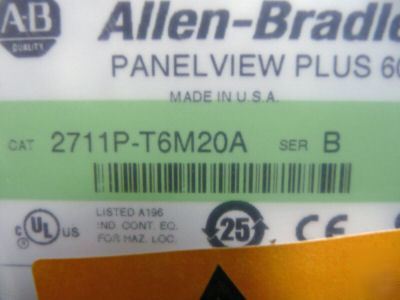 A·B
QUALITY
Allen-Bradle
PANELVIEW PLUS 60
MADE IN U.S.A.
CAT 2711P-T6M20A SER B
c UL US
LISTED A196
IND. CONT. EQ.
FOR HAZ. LOC.
25
CE